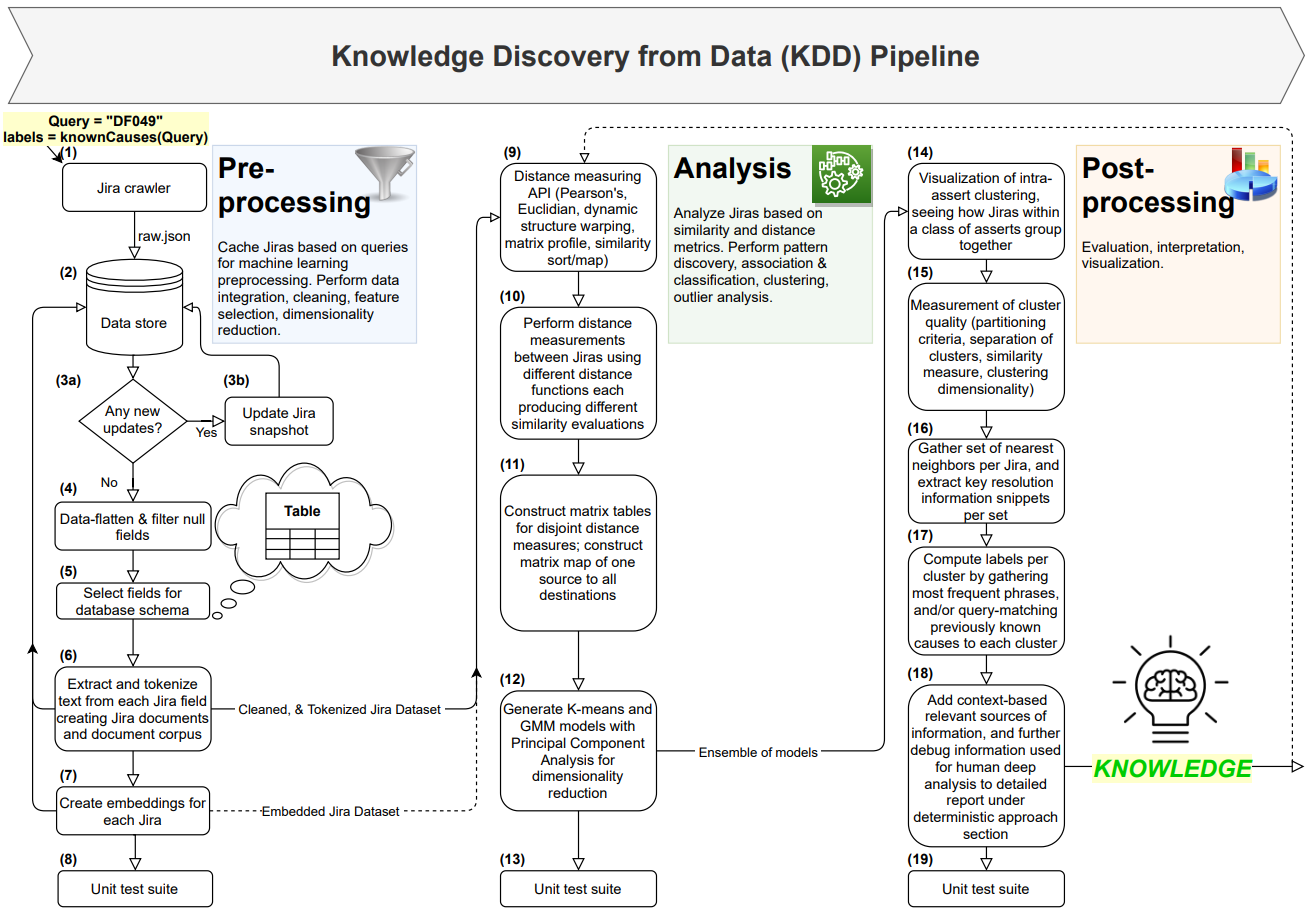 Knowledge Discovery from Data (KDD) Pipeline
Query = "DF049"
labels = knownCauses(Query)
(1)
Jira crawler
raw.json
(2)
Data store
(3a)
Any new
updates?
Yes
(3b)
Update Jira
snapshot
No
(4)
Data-flatten & filter null
fields
Table
(5)
Select fields for
database schema
(6)
Extract and tokenize
text from each Jira field
creating Jira documents
and document corpus
Cleaned, & Tokenized Jira Dataset
(7)
Create embeddings for
each Jira
Embedded Jira Dataset
(8)
Unit test suite
Pre-
processing
Cache Jiras based on queries
for machine learning
preprocessing. Perform data
integration, cleaning, feature
selection, dimensionality
reduction.
(9)
Distance measuring
API (Pearson's,
Euclidian, dynamic
structure warping,
matrix profile, similarity
sort/map)
(10)
Perform distance
measurements
between Jiras using
different distance
functions each
producing different
similarity evaluations
(11)
Construct matrix tables
for disjoint distance
measures; construct
matrix map of one
source to all
destinations
(12)
Generate K-means and
GMM models with
Principal Component
Analysis for
dimensionality
reduction
Ensemble of models
(13)
Unit test suite
Analysis
Analyze Jiras based on
similarity and distance
metrics. Perform pattern
discovery, association &
classification, clustering,
outlier analysis.
(14)
Visualization of intra-
assert clustering,
seeing how Jiras within
a class of asserts group
together
(15)
Measurement of cluster
quality (partitioning
criteria, separation of
clusters, similarity
measure, clustering
dimensionality)
(16)
Gather set of nearest
neighbors per Jira, and
extract key resolution
information snippets
per set
(17)
Compute labels per
cluster by gathering
most frequent phrases,
and/or query-matching
previously known
causes to each cluster
(18)
Add context-based
relevant sources of
information, and further
debug information used
for human deep
analysis to detailed
report under
deterministic approach
section
(19)
Unit test suite
Post-
processing
Evaluation, interpretation,
visualization.
KNOWLEDGE